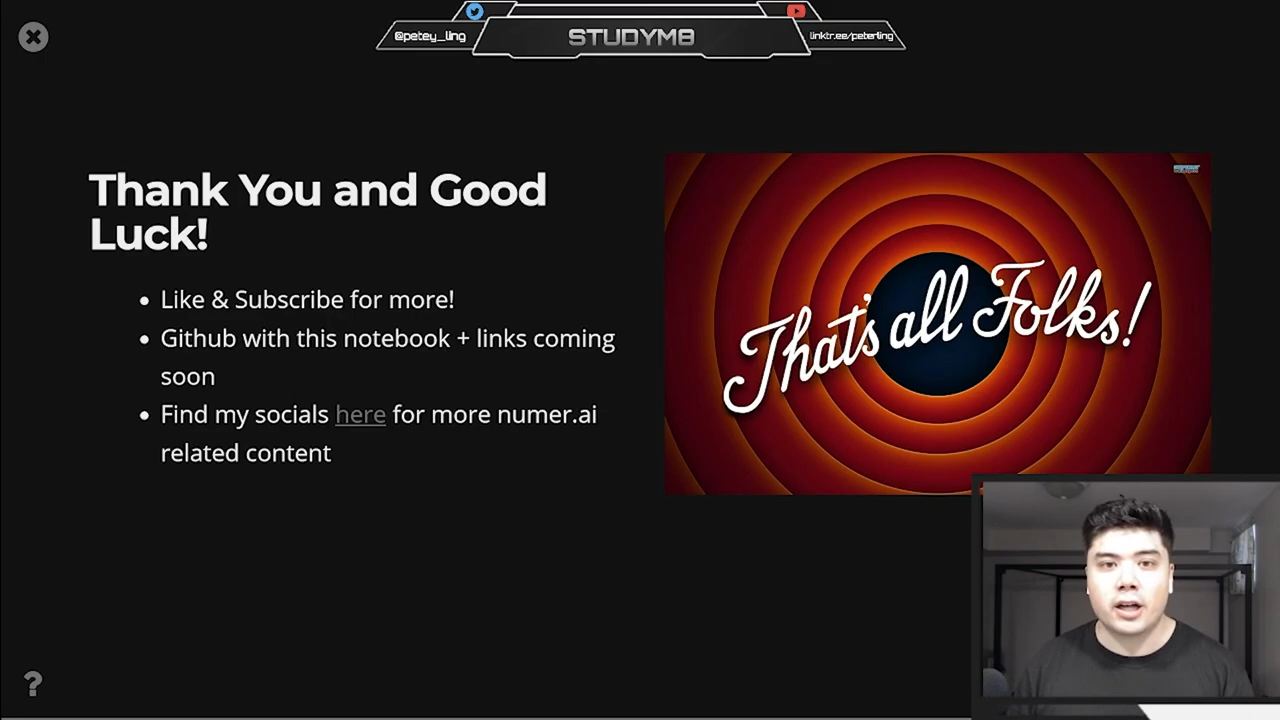 @petey_ling
STUDYM8
linktr.ee/peterling
Thank You and Good
Luck!
Like & Subscribe for more!
Github with this notebook + links coming
soon
Find my socials here for more numer.ai
related content
That's all Folks!
?